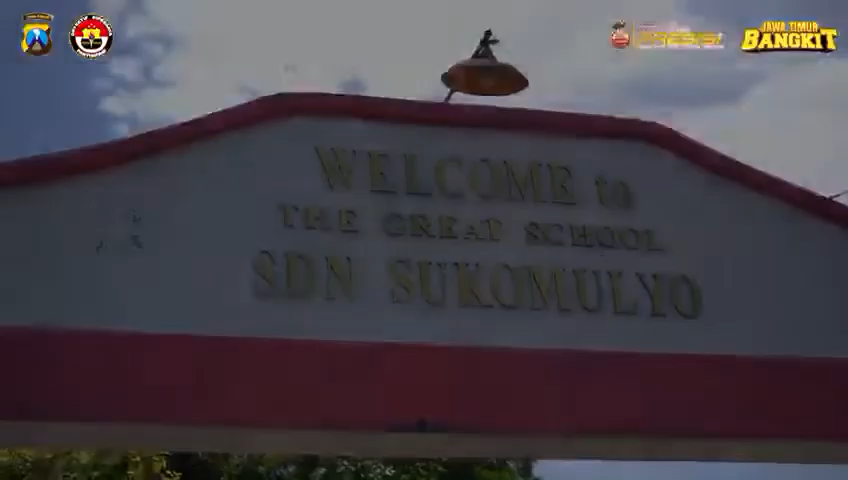 JAWA TIMUR
BANGKIT
WELCOME to
THE GREAT SCHOOL
SDN SUKOMULYO